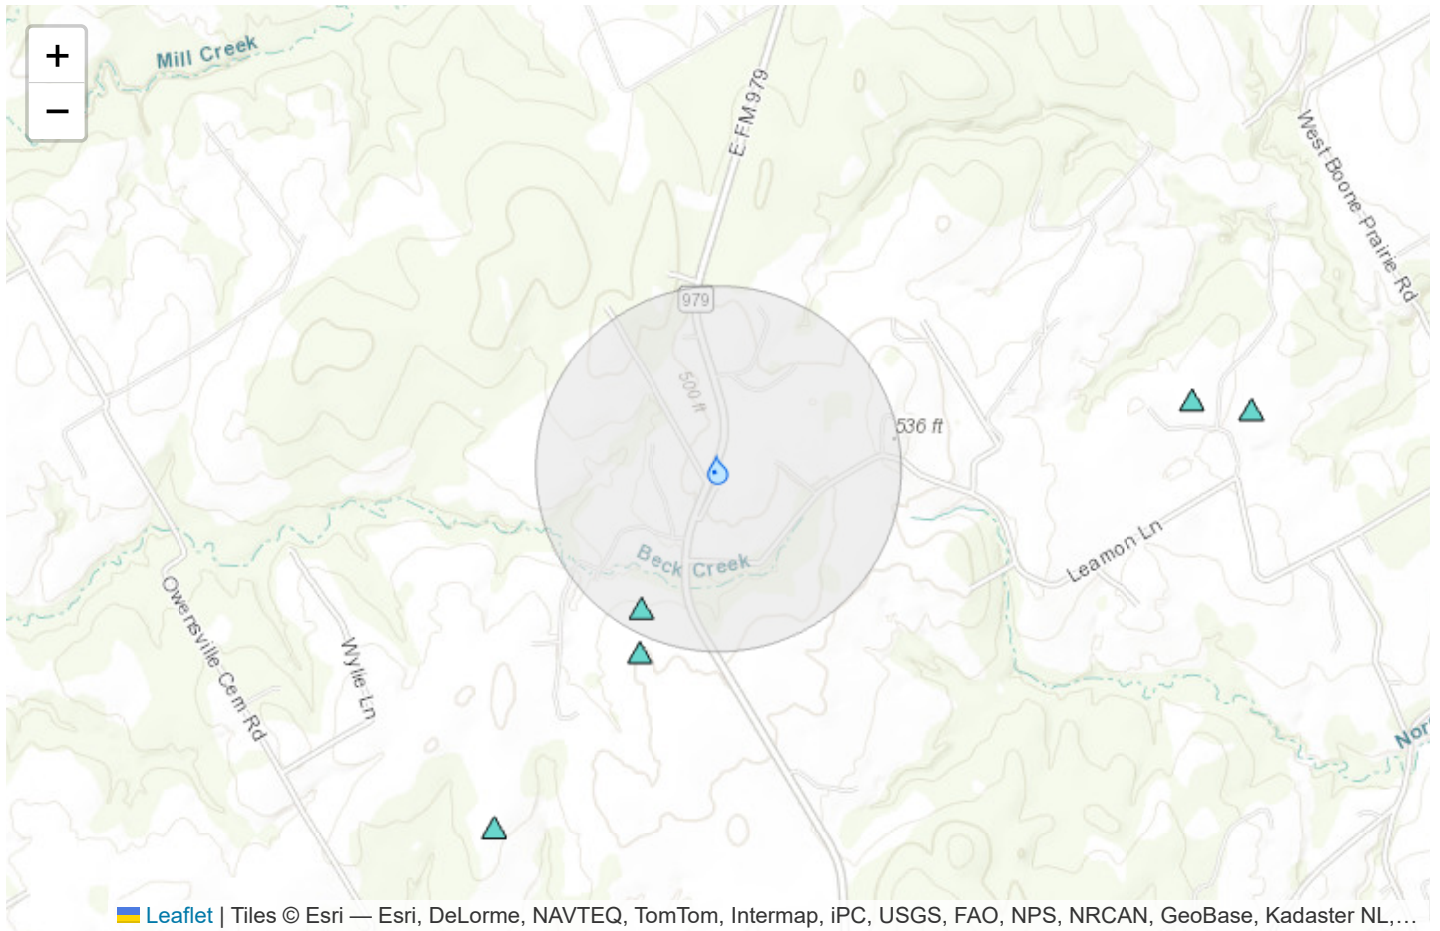 +
−
Mill Creek
E FM 979
West Boone Prairie Rd
979
500 ft
536 ft
Beck Creek
Leamon Ln
Owensville Cem Rd
Wylie Ln
Nor
Leaflet | Tiles © Esri — Esri, DeLorme, NAVTEQ, TomTom, Intermap, iPC, USGS, FAO, NPS, NRCAN, GeoBase, Kadaster NL,…